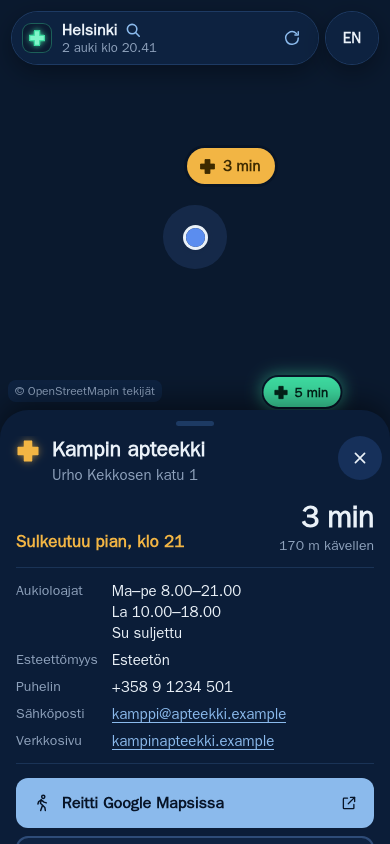 Helsinki
2 auki klo 20.41
EN
3 min
© OpenStreetMapin tekijät
5 min
Kampin apteekki
Urho Kekkosen katu 1
3 min
Sulkeutuu pian, klo 21
170 m kävellen
Aukioloajat
Ma–pe 8.00–21.00
La 10.00–18.00
Su suljettu
Esteettömyys Esteetön
Puhelin +358 9 1234 501
Sähköposti kamppi@apteekki.example
Verkkosivu kampinapteekki.example
Reitti Google Mapsissa